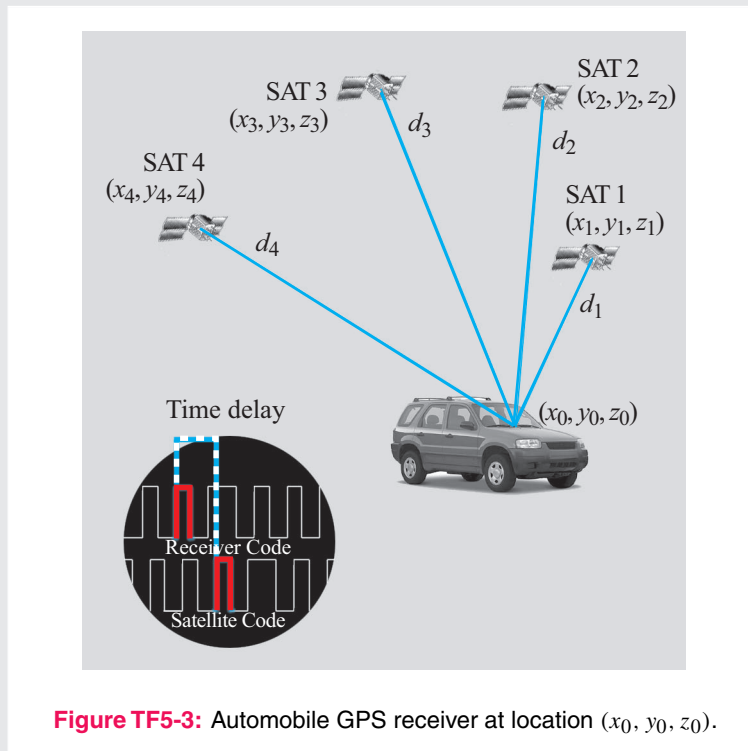 SAT 2
(x₂, y₂, z₂)
SAT 3
(x₃, y₃, z₃)
d₃
d₂
SAT 4
(x₄, y₄, z₄)
SAT 1
(x₁, y₁, z₁)
d₄
d₁
(x₀, y₀, z₀)
Time delay
Receiver Code
Satellite Code
Figure TF5-3: Automobile GPS receiver at location (x₀, y₀, z₀).